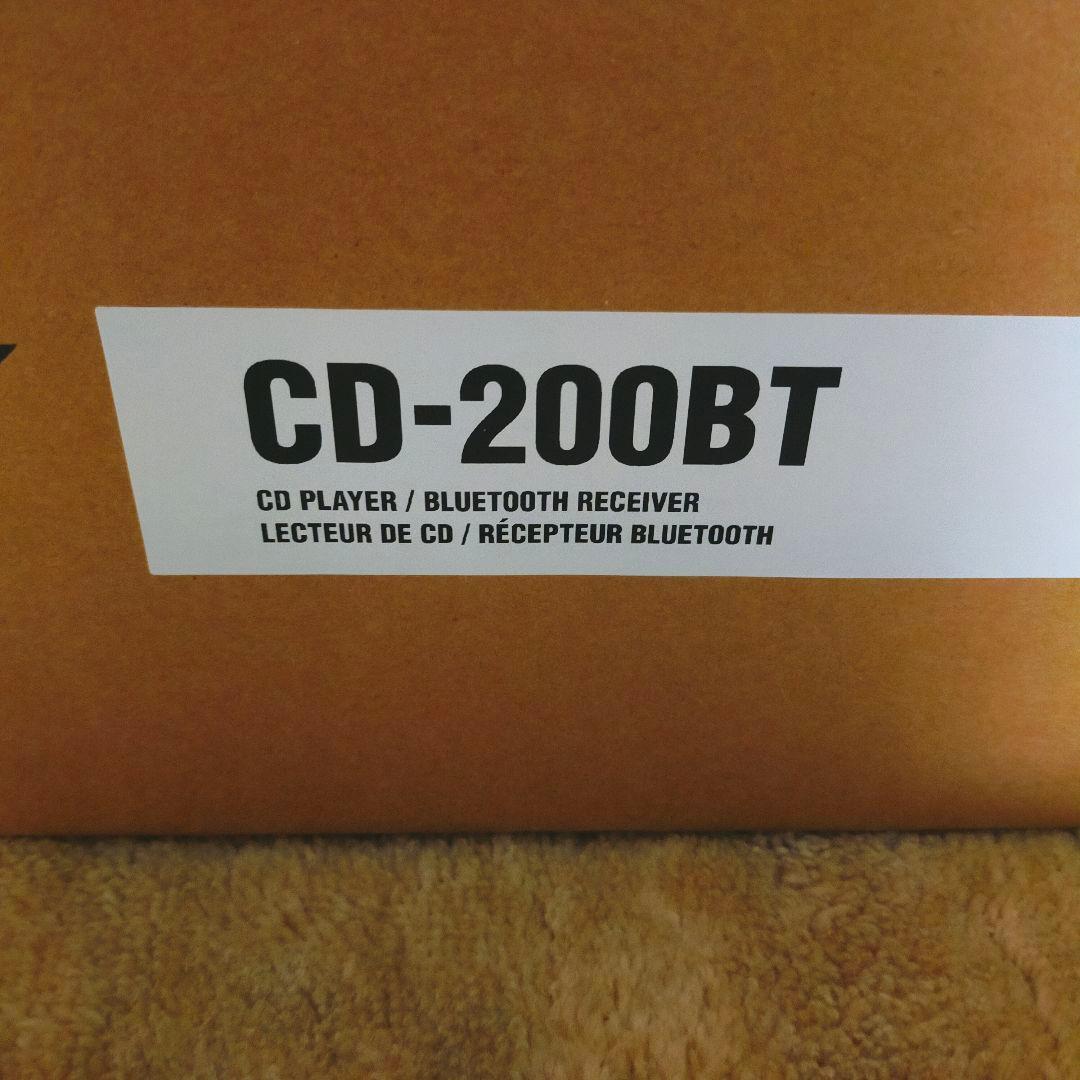 CD-200BT
CD PLAYER / BLUETOOTH RECEIVER
LECTEUR DE CD / RÉCEPTEUR BLUETOOTH